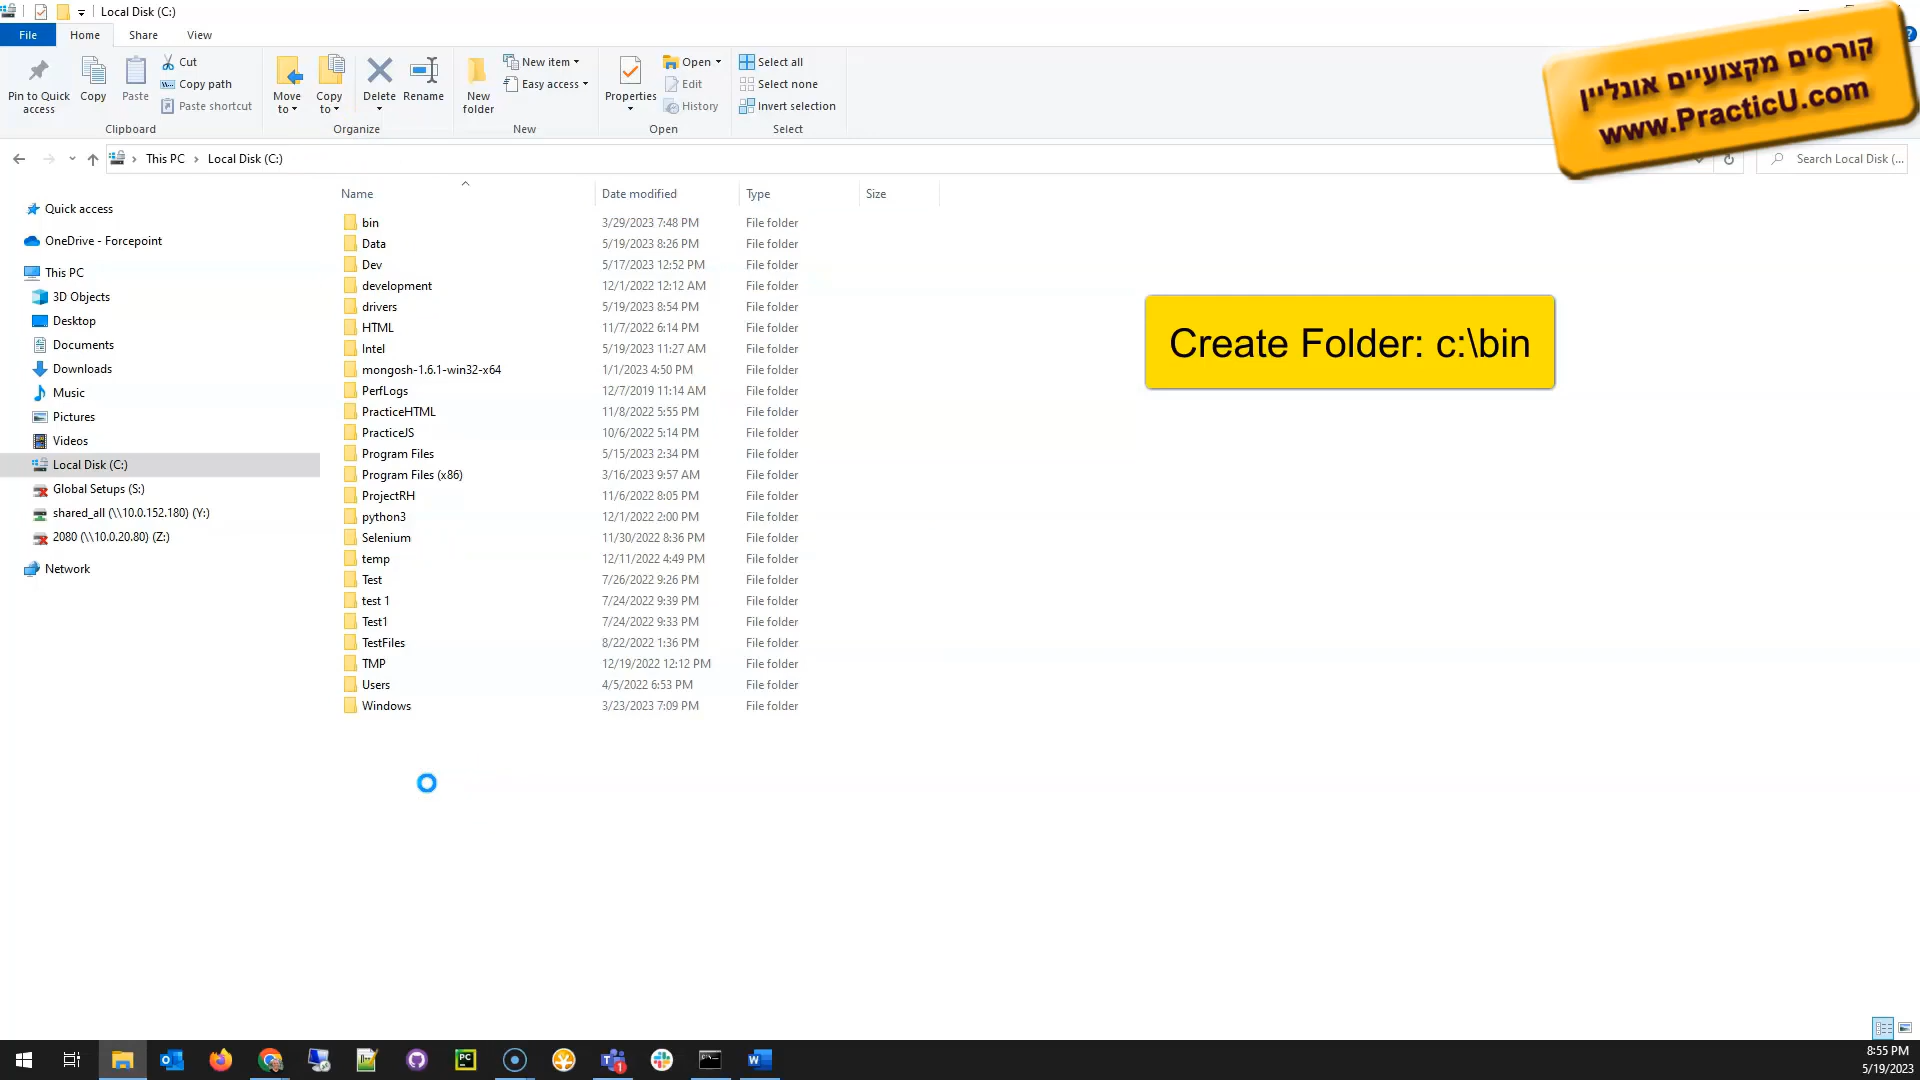 Local Disk (C:)
File
Home
Share
View
Pin to Quick access
Copy
Paste
Cut
Copy path
Paste shortcut
Clipboard
Move to
Copy to
Delete
Rename
Organize
New folder
New item
Easy access
New
Properties
Open
Edit
History
Open
Select all
Select none
Invert selection
Select
קורסים מקצועיים אונליין
www.PracticU.com
?
This PC > Local Disk (C:)
Search Local Disk (...
Quick access
OneDrive - Forcepoint
This PC
3D Objects
Desktop
Documents
Downloads
Music
Pictures
Videos
Local Disk (C:)
Global Setups (S:)
shared_all (\\10.0.152.180) (Y:)
2080 (\\10.0.20.80) (Z:)
Network
Name Date modified Type Size
bin 3/29/2023 7:48 PM File folder
Data 5/19/2023 8:26 PM File folder
Dev 5/17/2023 12:52 PM File folder
development 12/1/2022 12:12 AM File folder
drivers 5/19/2023 8:54 PM File folder
HTML 11/7/2022 6:14 PM File folder
Intel 5/19/2023 11:27 AM File folder
mongosh-1.6.1-win32-x64 1/1/2023 4:50 PM File folder
PerfLogs 12/7/2019 11:14 AM File folder
PracticeHTML 11/8/2022 5:55 PM File folder
PracticeJS 10/6/2022 5:14 PM File folder
Program Files 5/15/2023 2:34 PM File folder
Program Files (x86) 3/16/2023 9:57 AM File folder
ProjectRH 11/6/2022 8:05 PM File folder
python3 12/1/2022 2:00 PM File folder
Selenium 11/30/2022 8:36 PM File folder
temp 12/11/2022 4:49 PM File folder
Test 7/26/2022 9:26 PM File folder
test 1 7/24/2022 9:39 PM File folder
Test1 7/24/2022 9:33 PM File folder
TestFiles 8/22/2022 1:36 PM File folder
TMP 12/19/2022 12:12 PM File folder
Users 4/5/2022 6:53 PM File folder
Windows 3/23/2023 7:09 PM File folder
Create Folder: c:\bin
8:55 PM
5/19/2023